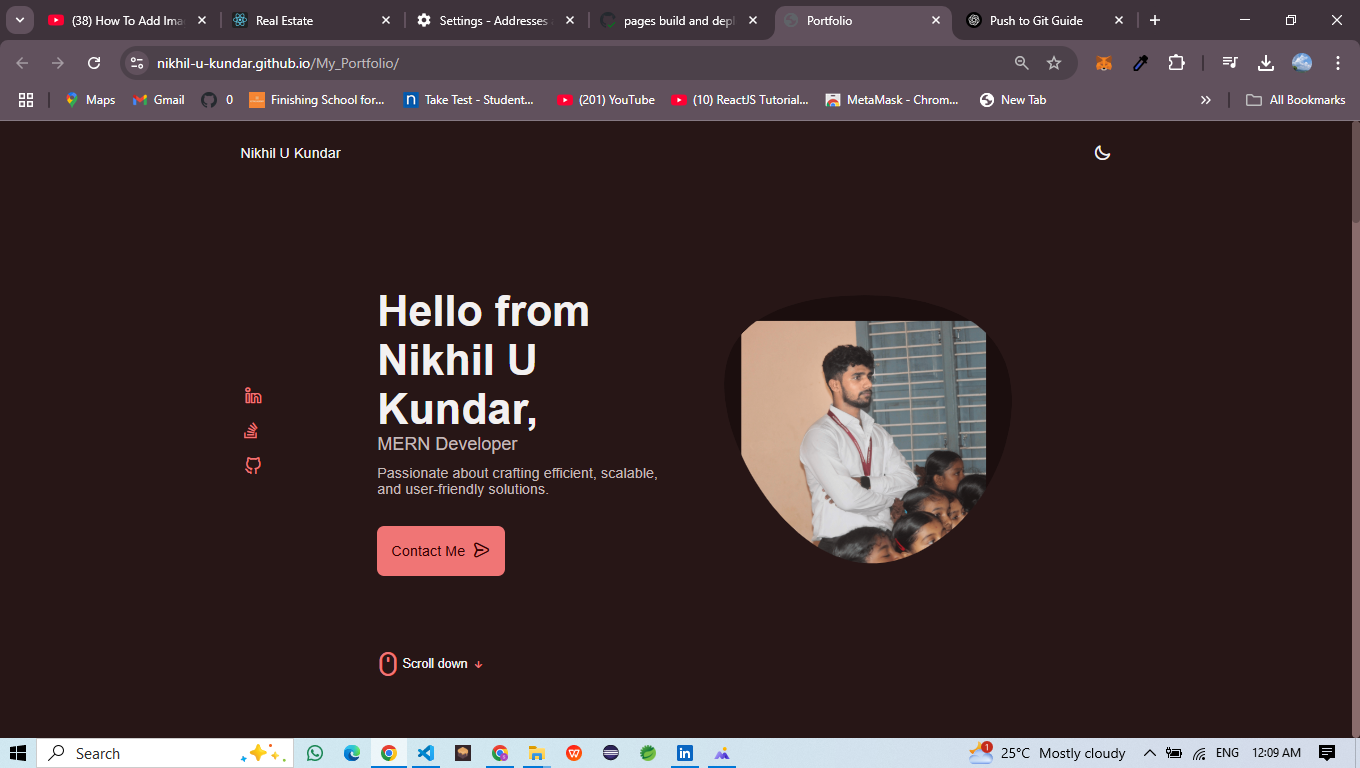 (38) How To Add Ima
Real Estate
Settings - Addresses
pages build and depl
Portfolio
Push to Git Guide
nikhil-u-kundar.github.io/My_Portfolio/
Maps
Gmail
0
Finishing School for...
Take Test - Student...
(201) YouTube
(10) ReactJS Tutorial...
MetaMask - Chrom...
New Tab
All Bookmarks
Nikhil U Kundar
Hello from
Nikhil U
Kundar,
MERN Developer
Passionate about crafting efficient, scalable,
and user-friendly solutions.
Contact Me
Scroll down
Search
1
25°C Mostly cloudy
ENG
12:09 AM